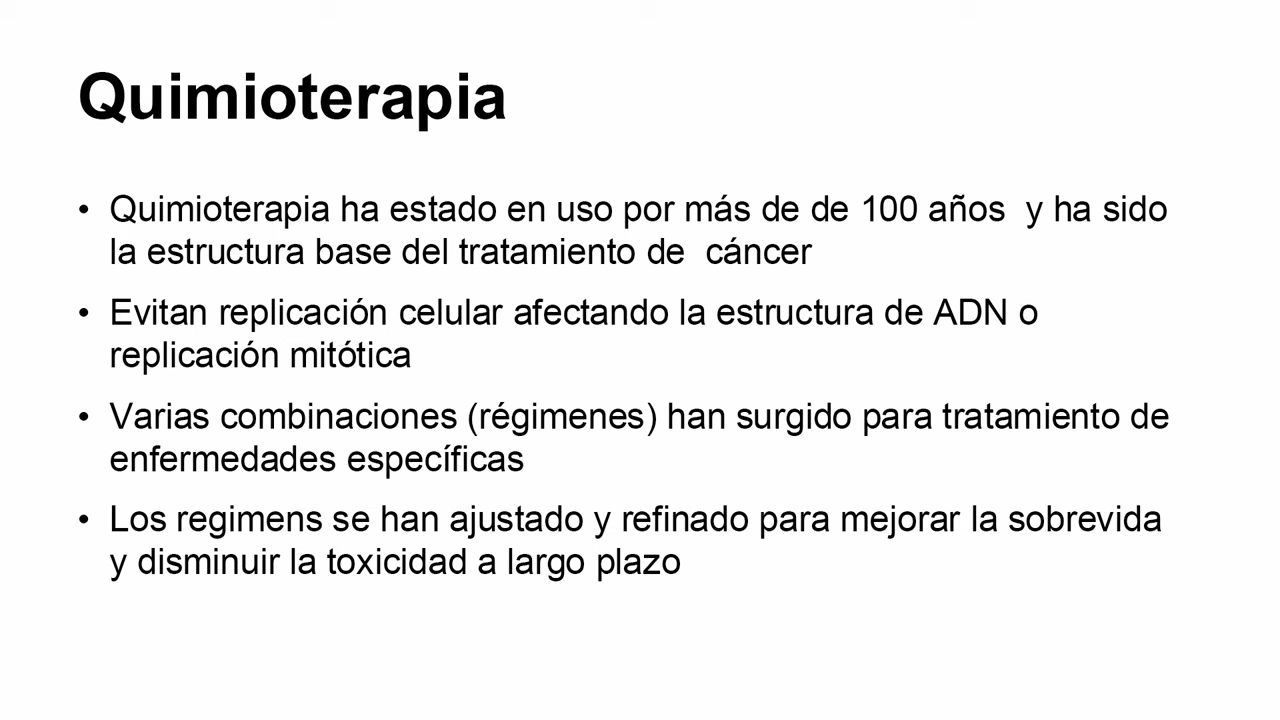 Quimioterapia
• Quimioterapia ha estado en uso por más de de 100 años  y ha sido
la estructura base del tratamiento de  cáncer
• Evitan replicación celular afectando la estructura de ADN o
replicación mitótica
• Varias combinaciones (régimenes) han surgido para tratamiento de
enfermedades específicas
• Los regimens se han ajustado y refinado para mejorar la sobrevida
y disminuir la toxicidad a largo plazo